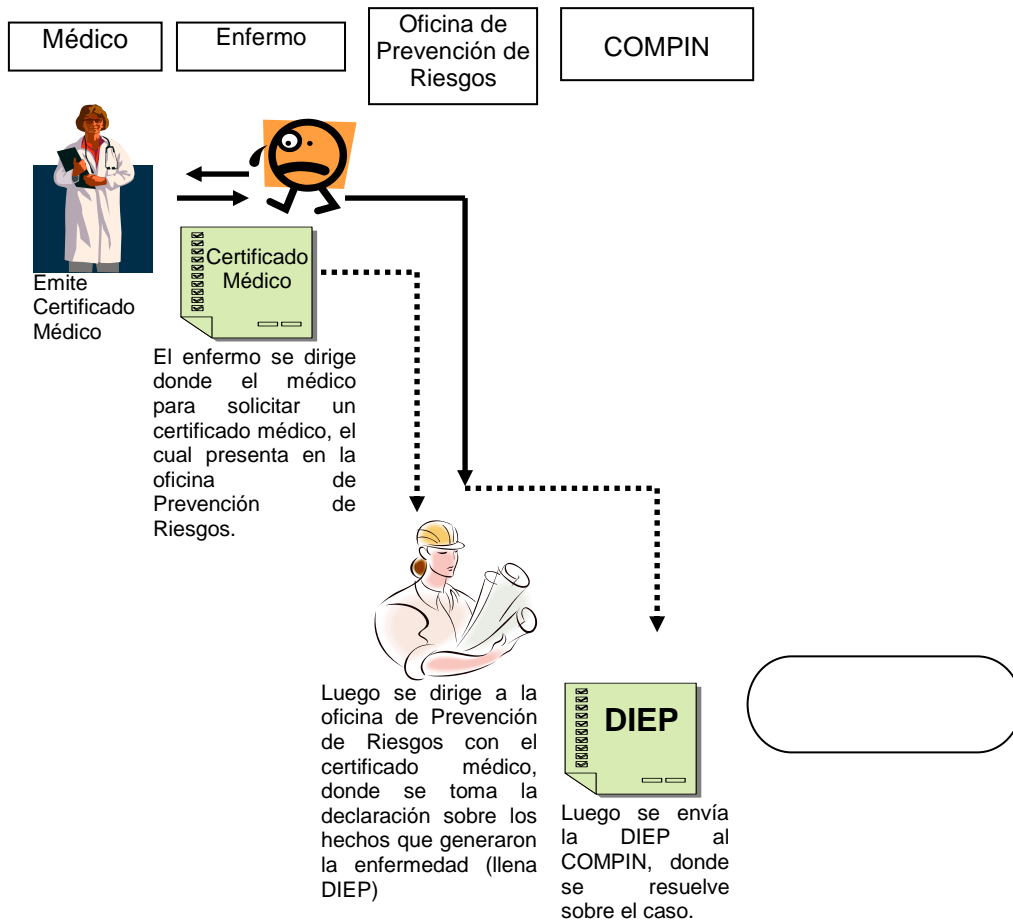 Médico
Enfermo
Oficina de
Prevención de
Riesgos
COMPIN
Emite
Certificado
Médico
Certificado
Médico
El enfermo se dirige
donde el médico
para solicitar un
certificado médico, el
cual presenta en la
oficina de
Prevención de
Riesgos.
Luego se dirige a la
oficina de Prevención
de Riesgos con el
certificado médico,
donde se toma la
declaración sobre los
hechos que generaron
la enfermedad (llena
DIEP)
DIEP
Luego se envía
la DIEP al
COMPIN, donde
se resuelve
sobre el caso.